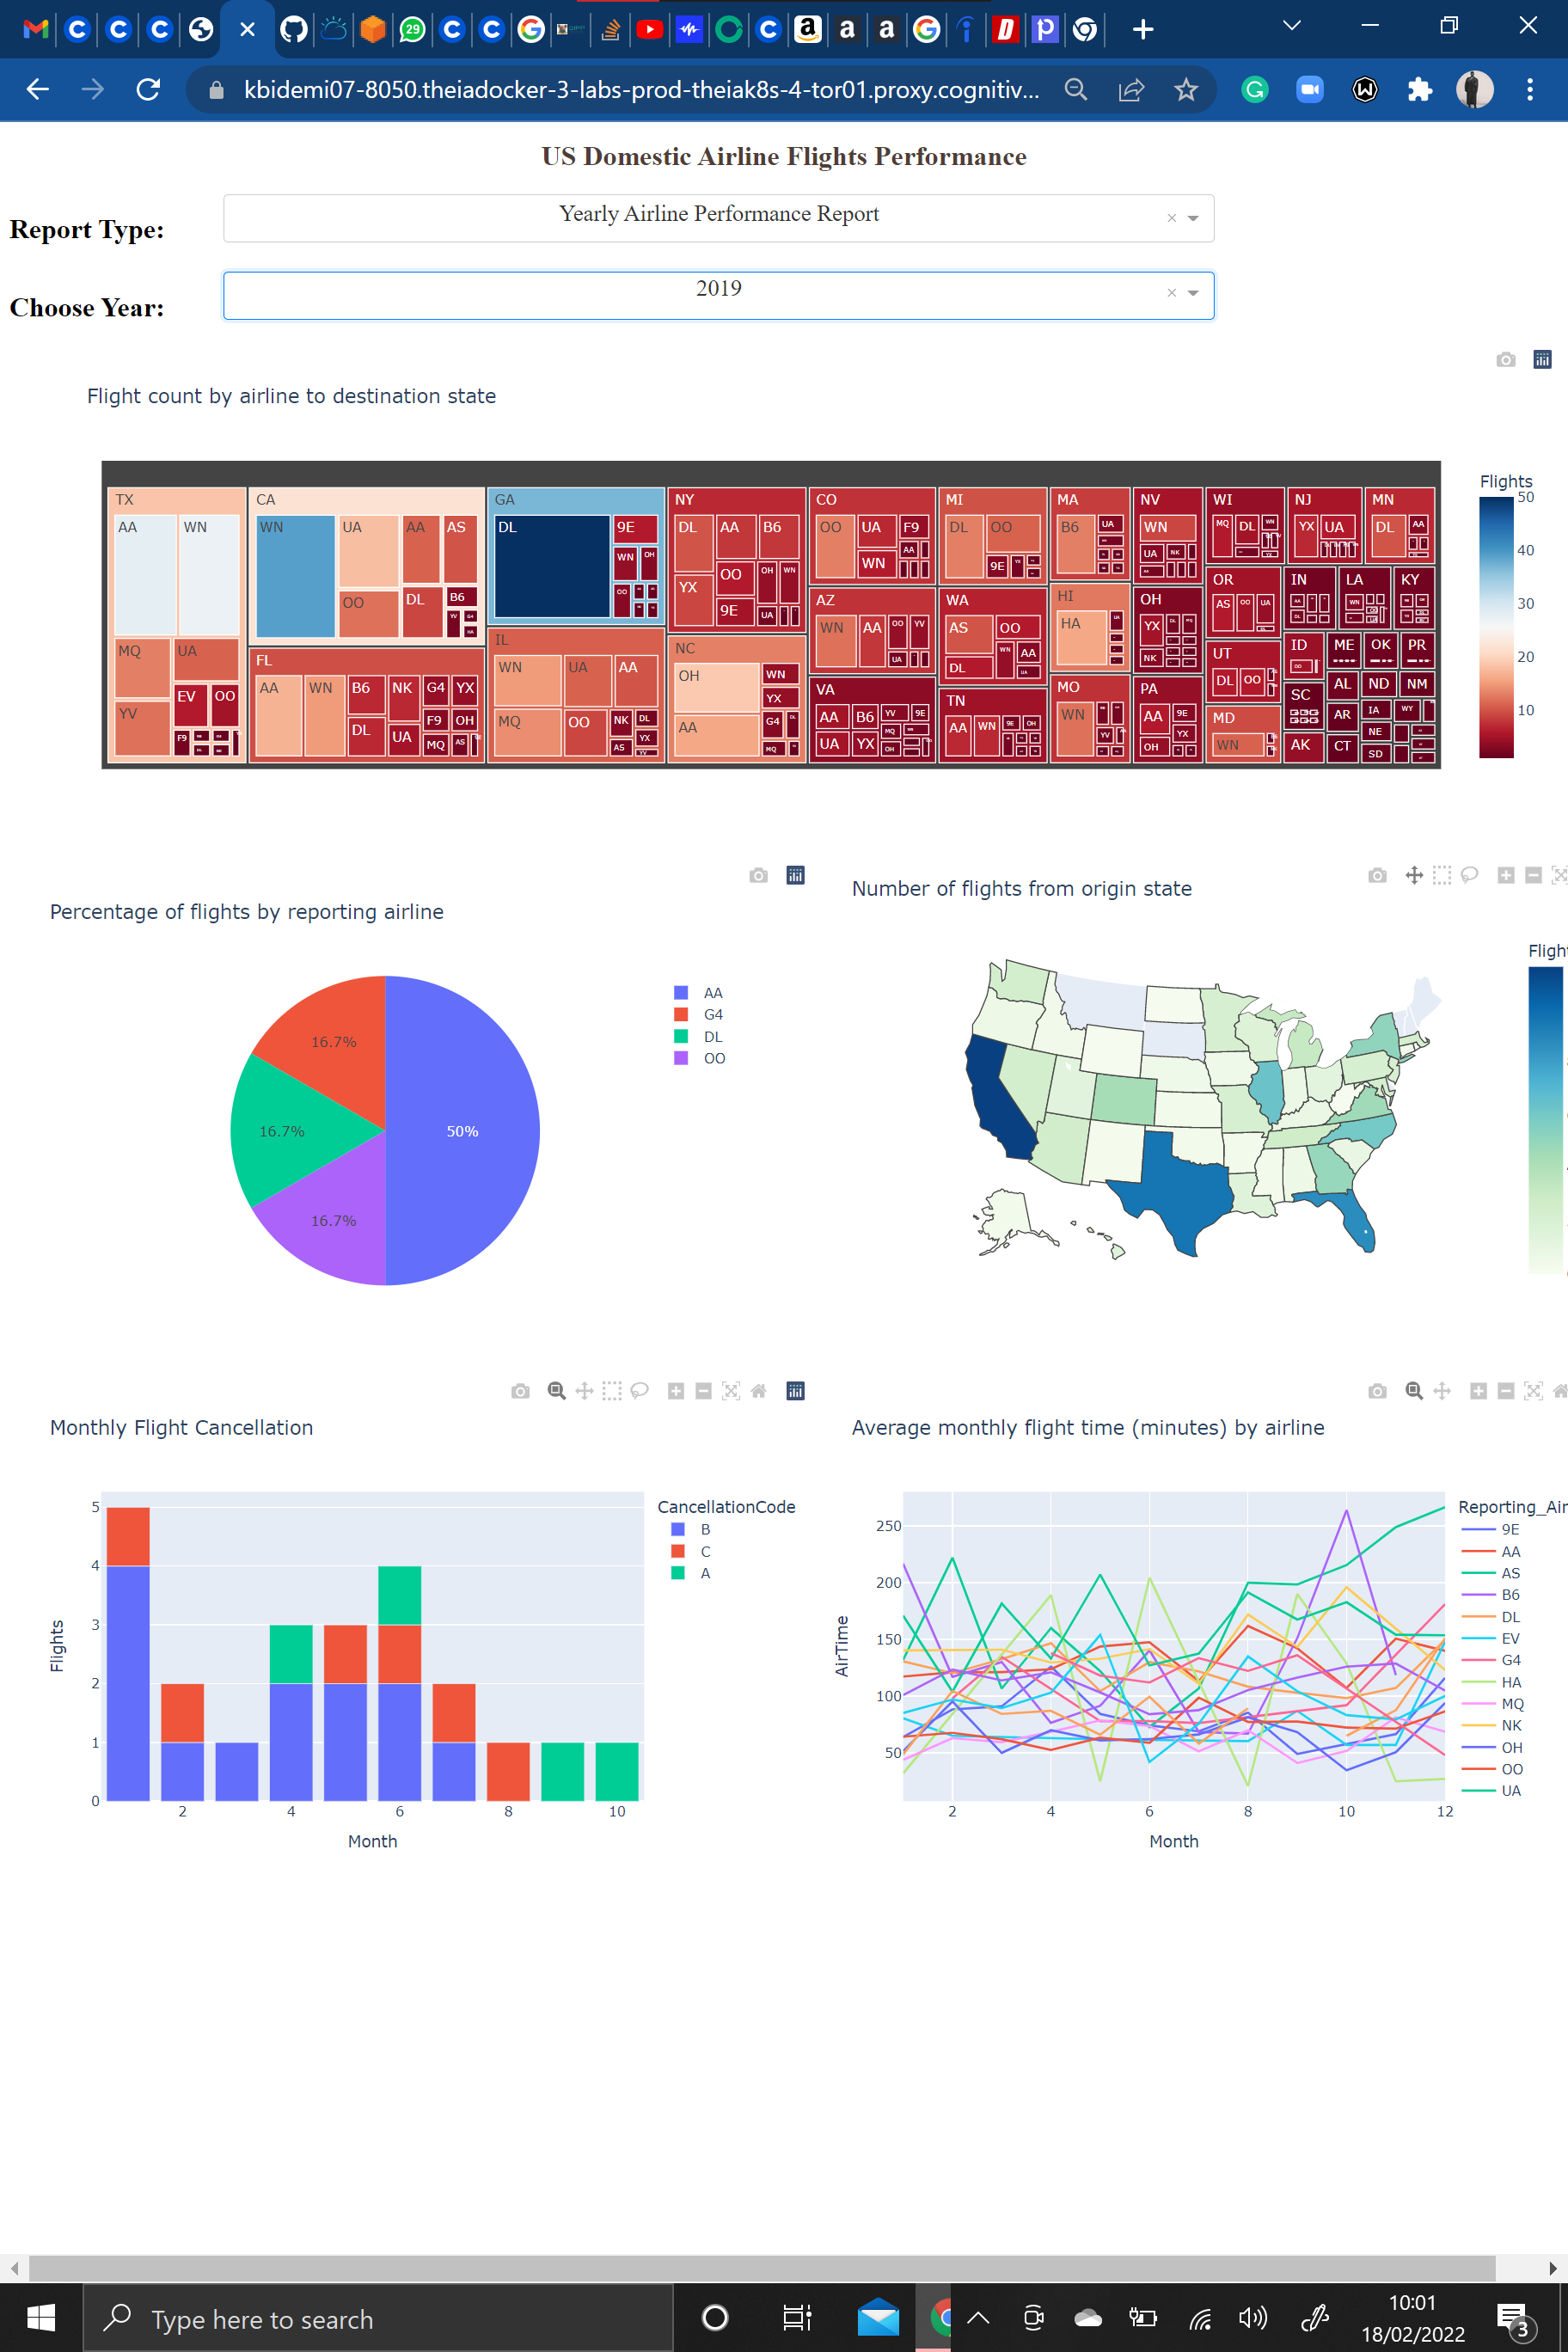 29
kbidemi07-8050.theiadocker-3-labs-prod-theiak8s-4-tor01.proxy.cognitiv...
US Domestic Airline Flights Performance
Report Type:
Yearly Airline Performance Report
Choose Year:
2019
Flight count by airline to destination state
Flights
50
40
30
20
10
TX
AA WN
MQ UA
YV EV OO
F9
CA
WN UA AA AS
OO DL B6
FL
AA WN B6 NK G4 YX
DL UA F9 OH
MQ AS
GA
DL 9E
WN OH
OO
IL
WN UA AA
MQ OO NK DL
AS YX
YV
NY
DL AA B6
YX OO OH WN
9E UA
NC
OH WN
YX
AA G4 DL
MQ
CO
OO UA F9
WN AA
AZ
WN AA OO YV
UA
VA
AA B6 YV 9E
UA YX MQ
OH
MI
DL OO
9E YX
WA
AS OO
DL WN AA
UA
TN
AA WN 9E OH
MA
B6 UA
HI
HA UA
MO
WN
YV
NV
WN
UA NK
AA
OH
YX DL MQ
NK
PA
AA 9E
YX
OH
WI
MQ DL WN
OR
AS OO UA
DL
UT
DL OO
MD
WN
NJ
YX UA
MN
DL AA
IN
AA
DL
LA
WN
KY
ID
OO
ME
OK
PR
SC
AL
ND
NM
AR
IA
WY
AK
CT
NE
SD
Percentage of flights by reporting airline
16.7%
16.7%
50%
16.7%
AA
G4
DL
OO
Number of flights from origin state
Flight
Monthly Flight Cancellation
Flights
5
4
3
2
1
0
2 4 6 8 10
Month
CancellationCode
B
C
A
Average monthly flight time (minutes) by airline
AirTime
250
200
150
100
50
2 4 6 8 10 12
Month
Reporting_Air
9E
AA
AS
B6
DL
EV
G4
HA
MQ
NK
OH
OO
UA
Type here to search
10:01
18/02/2022
3